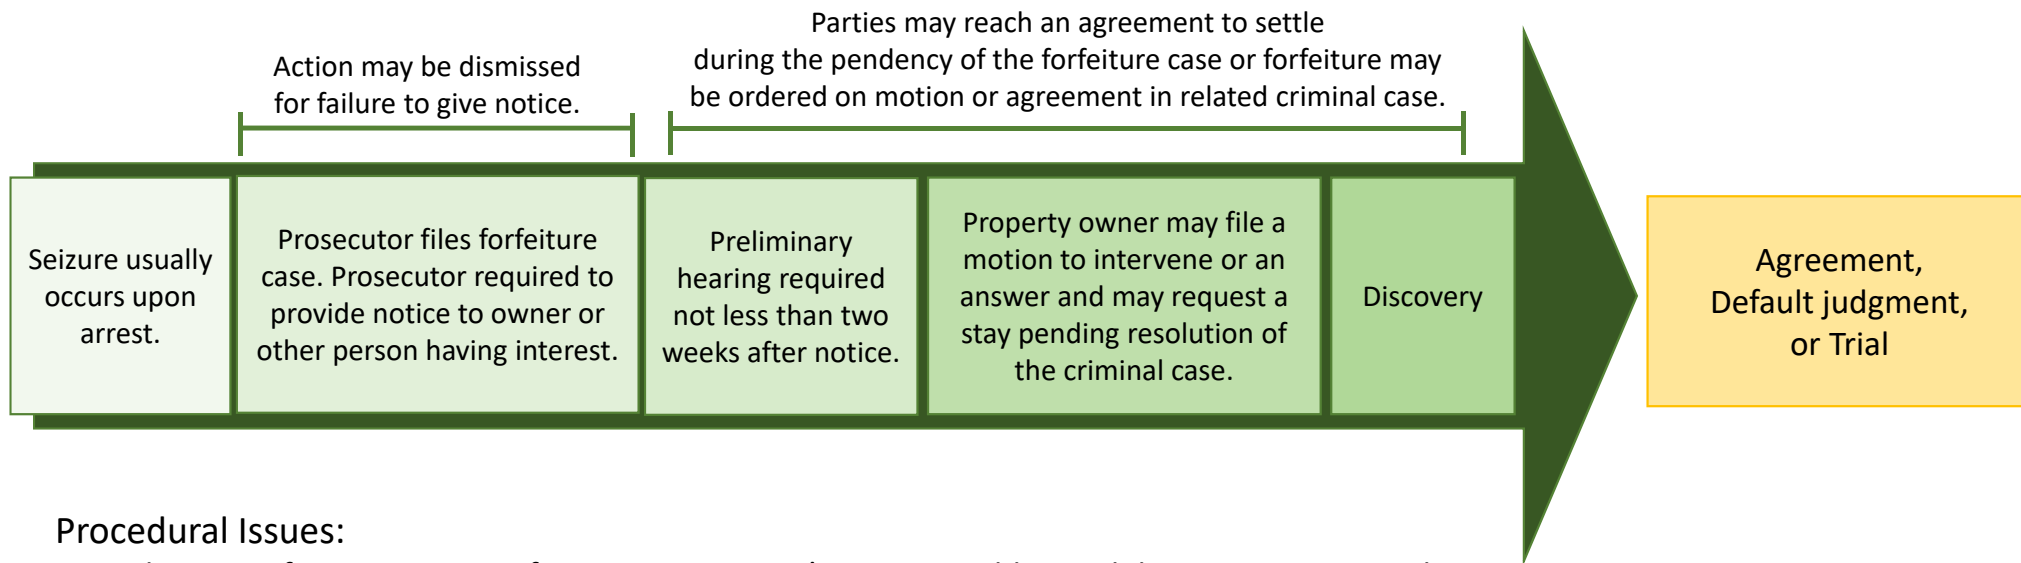 Parties may reach an agreement to settle
during the pendency of the forfeiture case or forfeiture may
be ordered on motion or agreement in related criminal case.
Action may be dismissed
for failure to give notice.
Seizure usually
occurs upon
arrest.
Prosecutor files forfeiture
case. Prosecutor required to
provide notice to owner or
other person having interest.
Preliminary
hearing required
not less than two
weeks after notice.
Property owner may file a
motion to intervene or an
answer and may request a
stay pending resolution of
the criminal case.
Discovery
Agreement,
Default judgment,
or Trial
Procedural Issues: